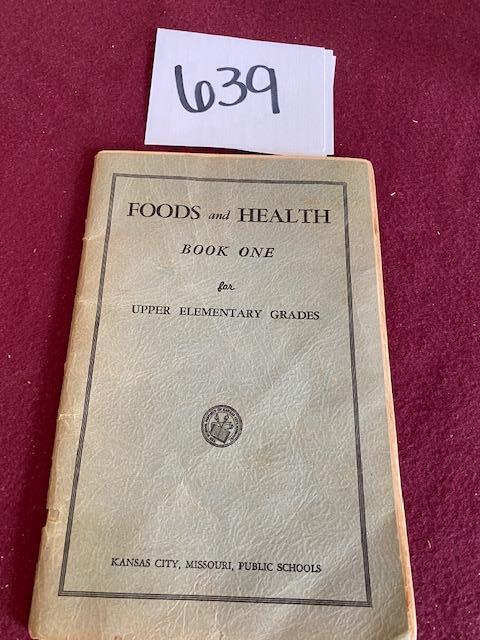 639
FOODS and HEALTH
BOOK ONE
for
UPPER ELEMENTARY GRADES
KANSAS CITY, MISSOURI, PUBLIC SCHOOLS